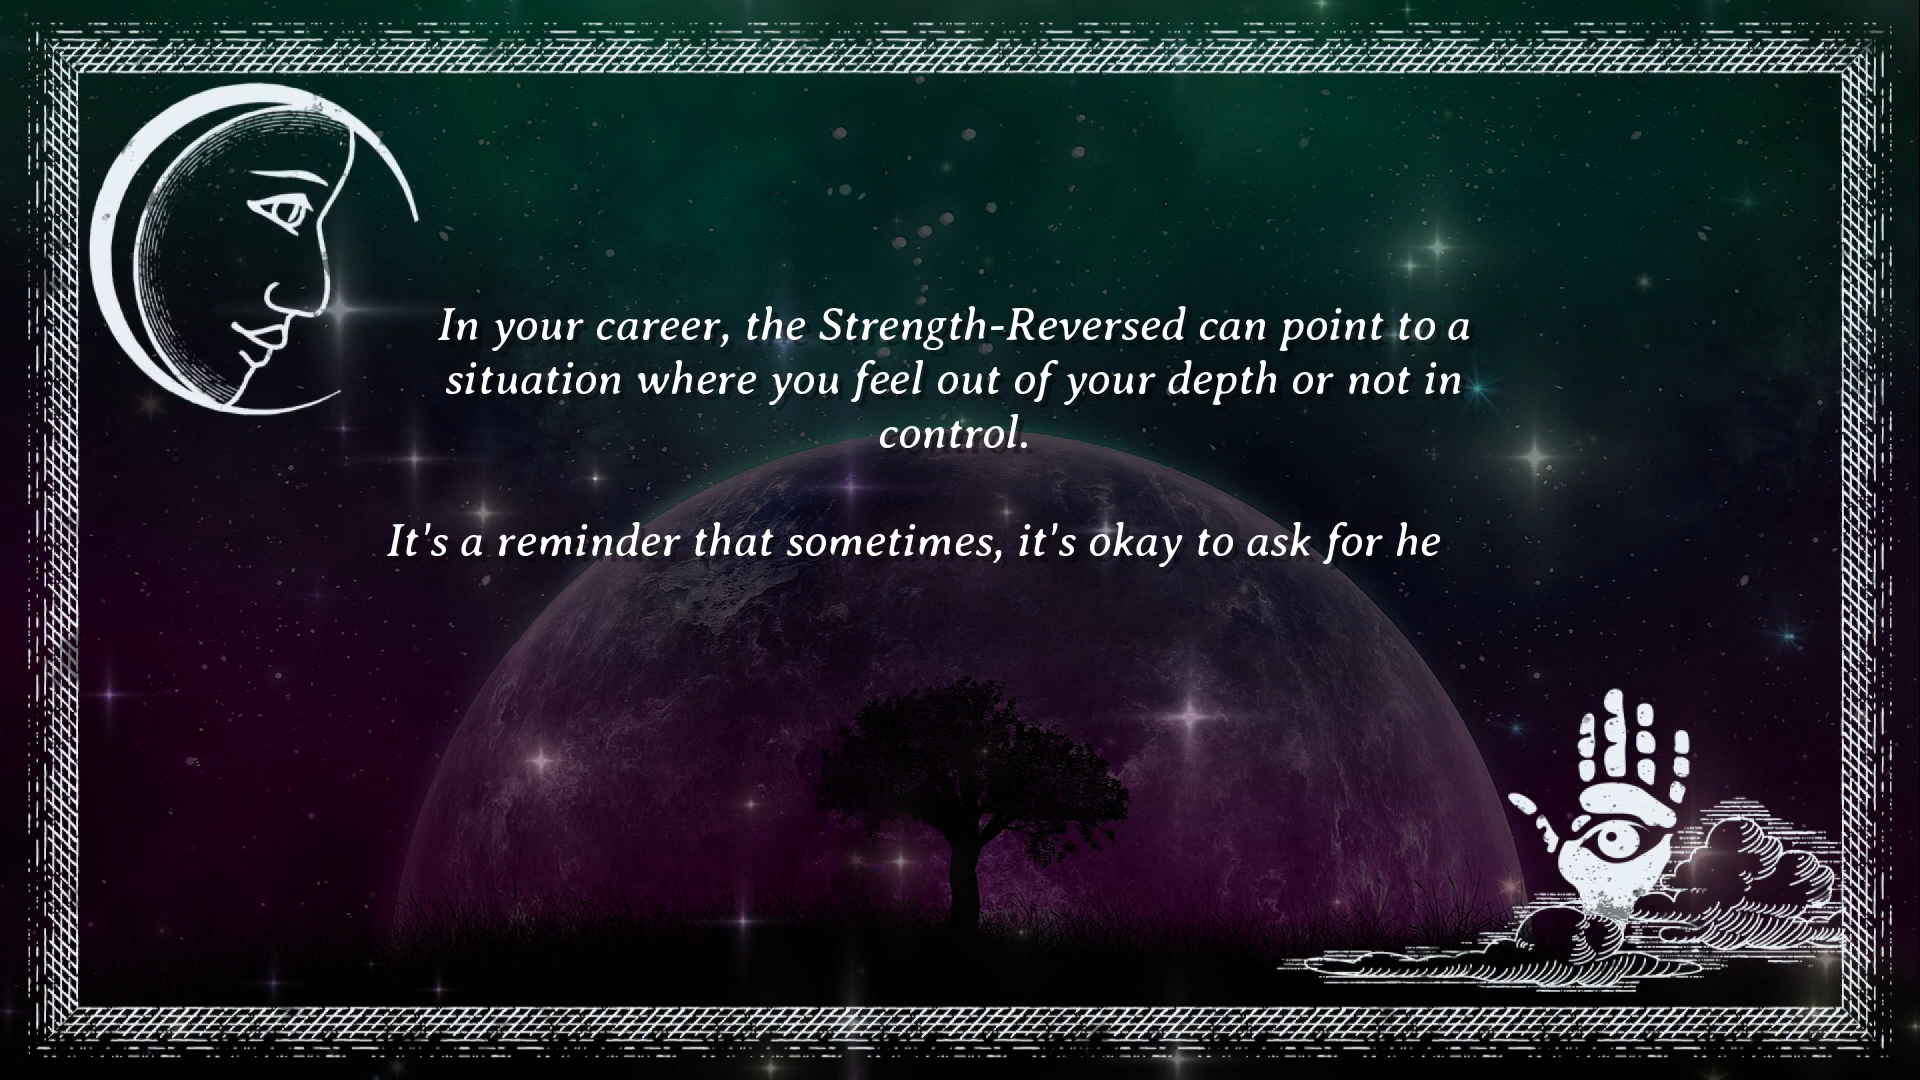 In your career, the Strength-Reversed can point to a
situation where you feel out of your depth or not in
control.
It's a reminder that sometimes, it's okay to ask for he